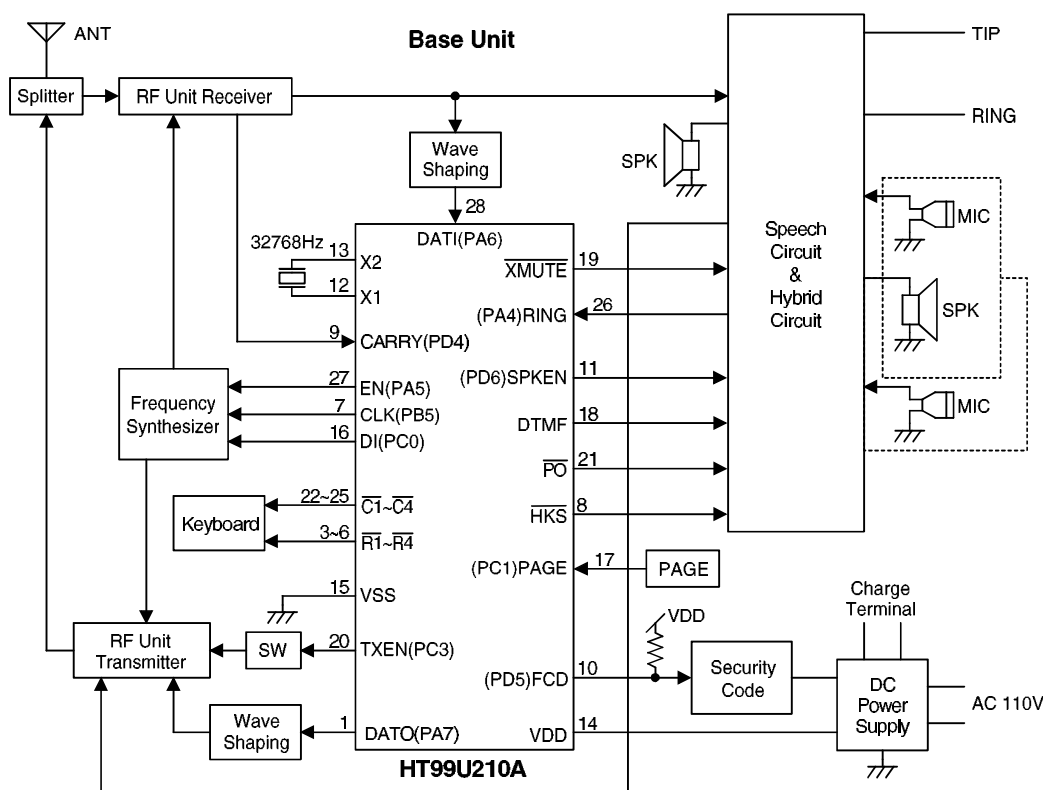 ANT
Base Unit
Splitter
RF Unit Receiver
Wave
Shaping
SPK
TIP
RING
MIC
SPK
MIC
Speech
Circuit
&
Hybrid
Circuit
28
DATI(PA6)
32768Hz
13
X2
12
X1
9
CARRY(PD4)
27
EN(PA5)
7
CLK(PB5)
16
DI(PC0)
Frequency
Synthesizer
22~25
C1~C4
3~6
R1~R4
Keyboard
15
VSS
20
TXEN(PC3)
SW
RF Unit
Transmitter
1
DATO(PA7)
Wave
Shaping
XMUTE
19
(PA4)RING
26
(PD6)SPKEN
11
DTMF
18
PO
21
HKS
8
(PC1)PAGE
17
PAGE
VDD
(PD5)FCD
10
Security
Code
VDD
14
HT99U210A
Charge
Terminal
DC
Power
Supply
AC 110V